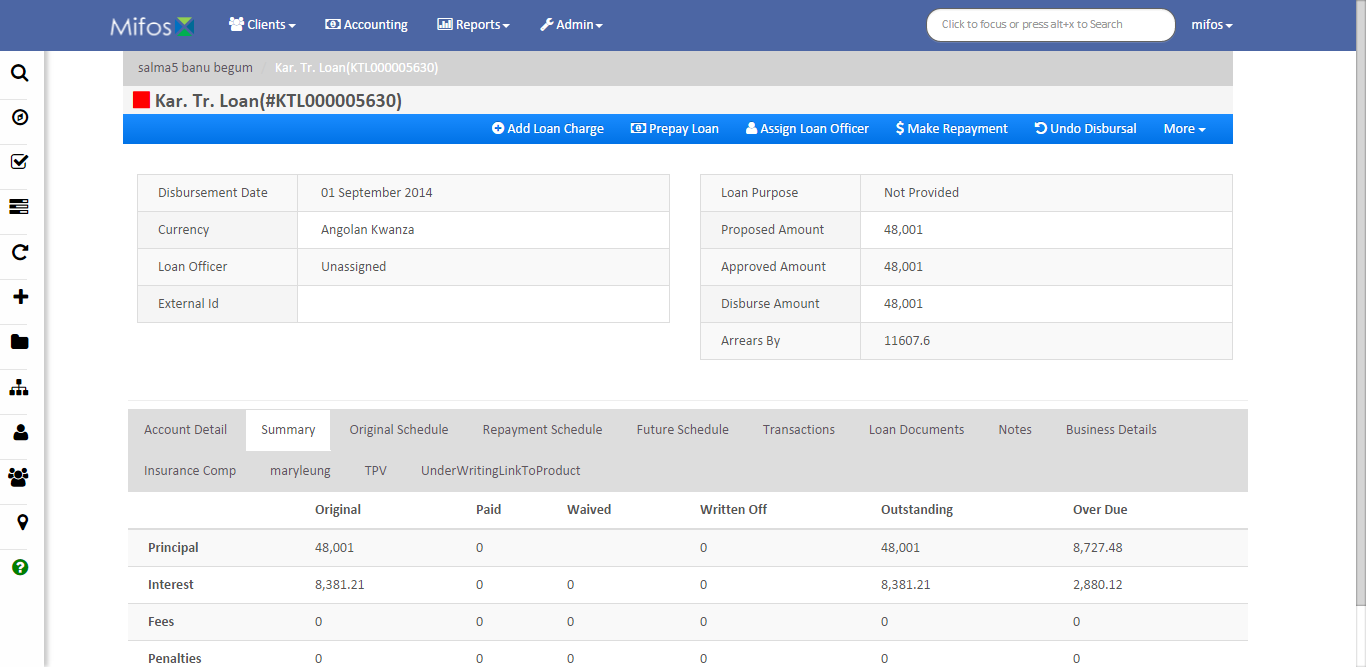 Mifos Clients Accounting Reports Admin Click to focus or press alt+x to Search mifos
salma5 banu begum / Kar. Tr. Loan(KTL000005630)
Kar. Tr. Loan(#KTL000005630)
Add Loan Charge Prepay Loan Assign Loan Officer $ Make Repayment Undo Disbursal More
Disbursement Date 01 September 2014
Currency Angolan Kwanza
Loan Officer Unassigned
External Id
Loan Purpose Not Provided
Proposed Amount 48,001
Approved Amount 48,001
Disburse Amount 48,001
Arrears By 11607.6
Account Detail Summary Original Schedule Repayment Schedule Future Schedule Transactions Loan Documents Notes Business Details
Insurance Comp maryleung TPV UnderWritingLinkToProduct
Original Paid Waived Written Off Outstanding Over Due
Principal 48,001 0 0 48,001 8,727.48
Interest 8,381.21 0 0 0 8,381.21 2,880.12
Fees 0 0 0 0 0 0
Penalties 0 0 0 0 0 0